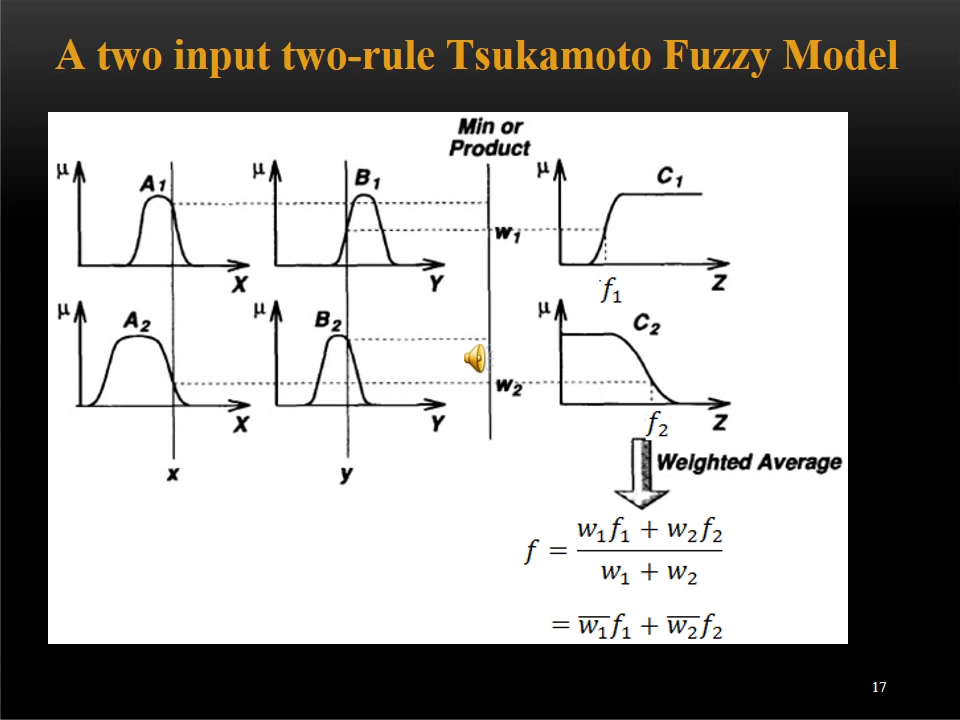 A two input two-rule Tsukamoto Fuzzy Model
Min or
Product
μ A1 μ B1 μ C1
w1
X Y Z
f1
μ A2 μ B2 μ C2
w2
X Y Z
f2
x y
Weighted Average
f = (w1f1 + w2f2) / (w1 + w2)
= w̅1f1 + w̅2f2
17